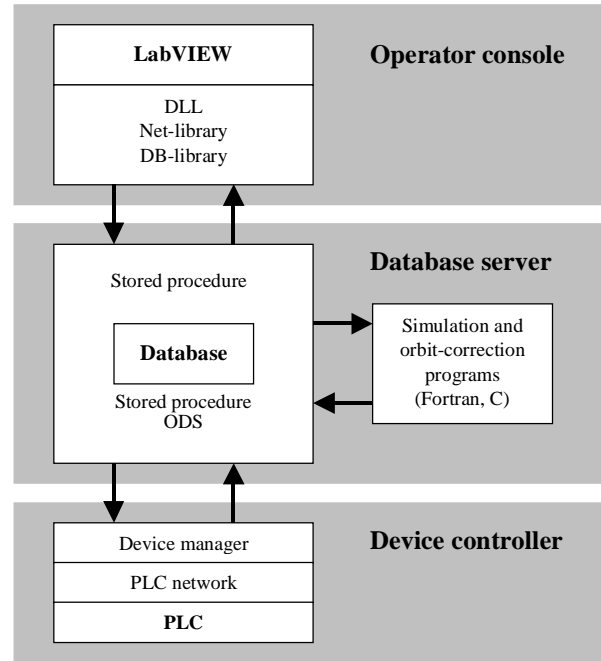 LabVIEW
Operator console
DLL
Net-library
DB-library
Database server
Stored procedure
Database
Stored procedure
ODS
Simulation and
orbit-correction
programs
(Fortran, C)
Device controller
Device manager
PLC network
PLC